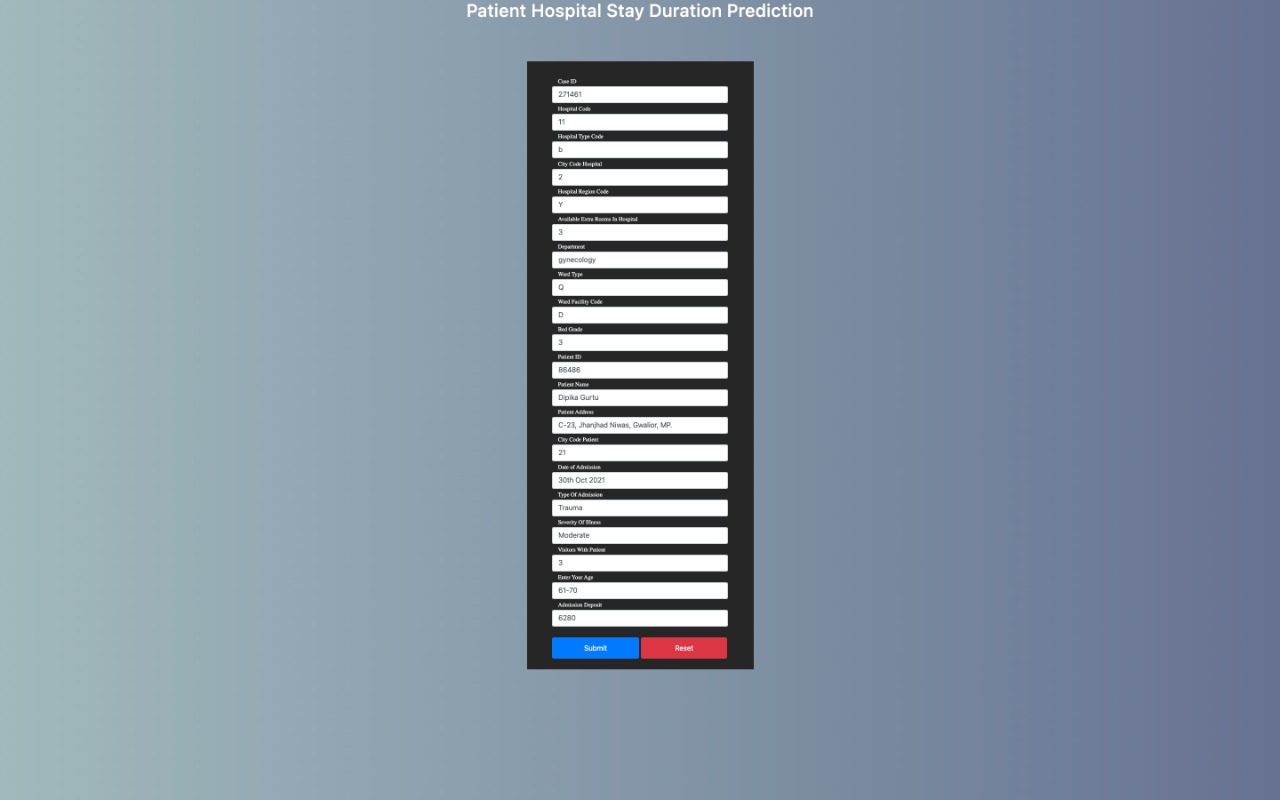 Patient Hospital Stay Duration Prediction
Case ID
271461
Hospital Code
11
Hospital Type Code
b
City Code Hospital
2
Hospital Region Code
Y
Available Extra Rooms In Hospital
3
Department
gynecology
Ward Type
Q
Ward Facility Code
D
Bed Grade
3
Patient ID
86486
Patient Name
Dipika Gurtu
Patient Address
C-23, Jhanjhad Niwas, Gwalior, MP.
City Code Patient
21
Date of Admission
30th Oct 2021
Type Of Admission
Trauma
Severity Of Illness
Moderate
Visitors With Patient
3
Enter Your Age
61-70
Admission Deposit
6280
Submit Reset